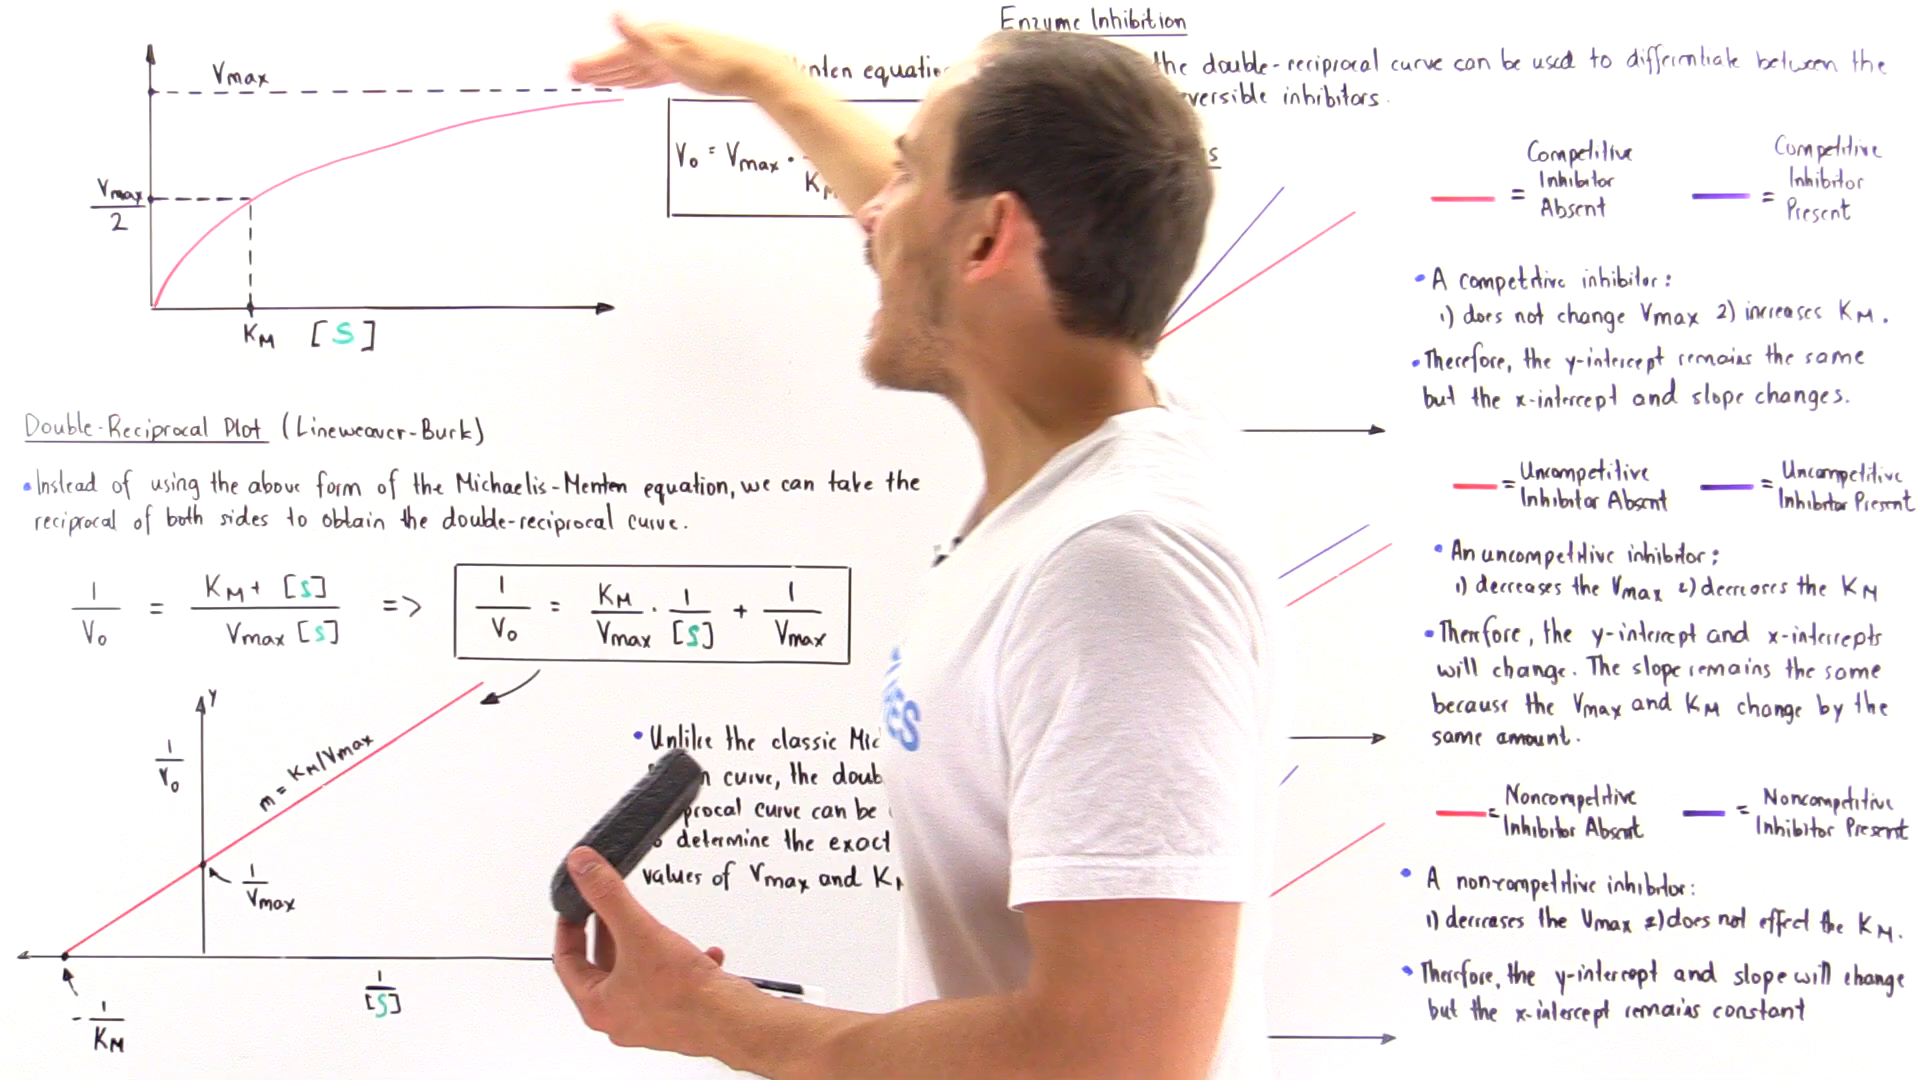 Vmax
Vmax
2
KM [S]
Enzyme Inhibition
equation
the double-reciprocal curve can be used to differentiate between the
inhibitors.
V0 = Vmax ·
Competitive Inhibitor Absent
=
Competitive Inhibitor Present
=
• A competitive inhibitor:
1) does not change Vmax 2) increases KM.
• Therefore, the y-intercept remains the same
but the x-intercept and slope changes.
Double-Reciprocal Plot (Lineweaver-Burk)
• Instead of using the above form of the Michaelis-Menten equation, we can take the
reciprocal of both sides to obtain the double-reciprocal curve.
1/V0 = KM + [S] / Vmax [S] => 1/V0 = KM/Vmax · 1/[S] + 1/Vmax
Y
1/V0
m = KM/Vmax
1/Vmax
1/[S]
- 1/KM
• Unlike the classic
curve, the
curve can be
determine the exact
values of Vmax and
= Uncompetitive
Inhibitor Absent
= Uncompetitive
Inhibitor Present
• An uncompetitive inhibitor:
1) decreases the Vmax 2) decreases the KM
• Therefore, the y-intercept and x-intercepts
will change. The slope remains the same
because the Vmax and KM change by the
same amount.
= Noncompetitive
Inhibitor Absent
= Noncompetitive
Inhibitor Present
• A noncompetitive inhibitor:
1) decreases the Vmax 2) does not effect the KM.
• Therefore, the y-intercept and slope will change
but the x-intercept remains constant